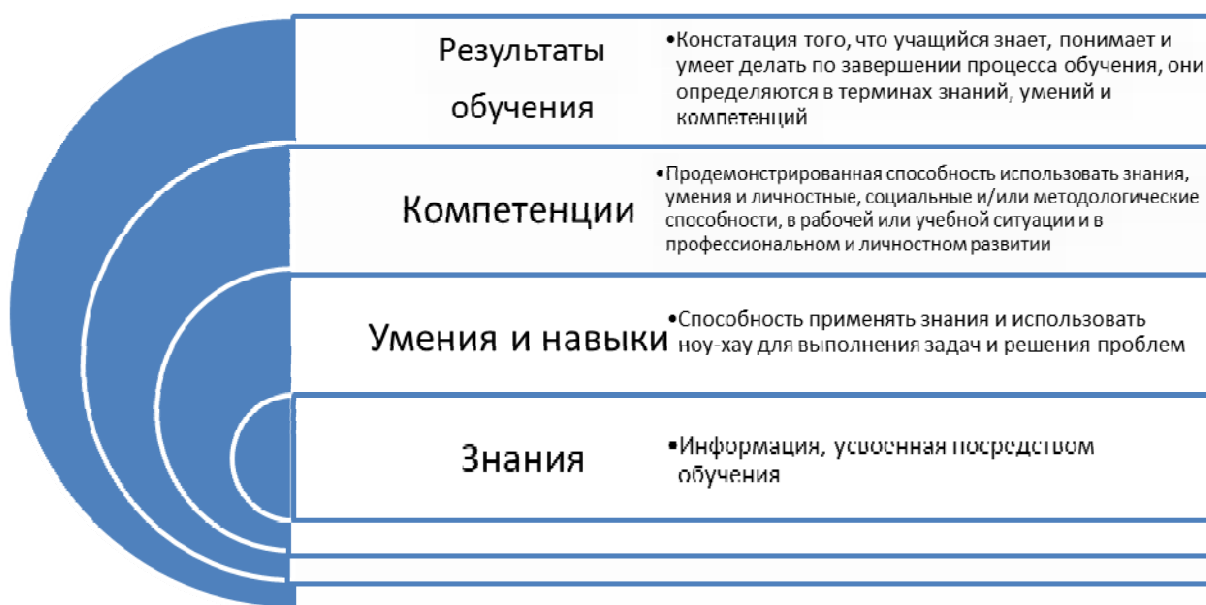 Результаты
обучения
•Констатация того, что учащийся знает, понимает и
умеет делать по завершении процесса обучения, они
определяются в терминах знаний, умений и
компетенций
Компетенции
•Продемонстрированная способность использовать знания,
умения и личностные, социальные и/или методологические
способности, в рабочей или учебной ситуации и в
профессиональном и личностном развитии
Умения и навыки
•Способность применять знания и использовать
ноу-хау для выполнения задач и решения проблем
Знания
•Информация, усвоенная посредством
обучения